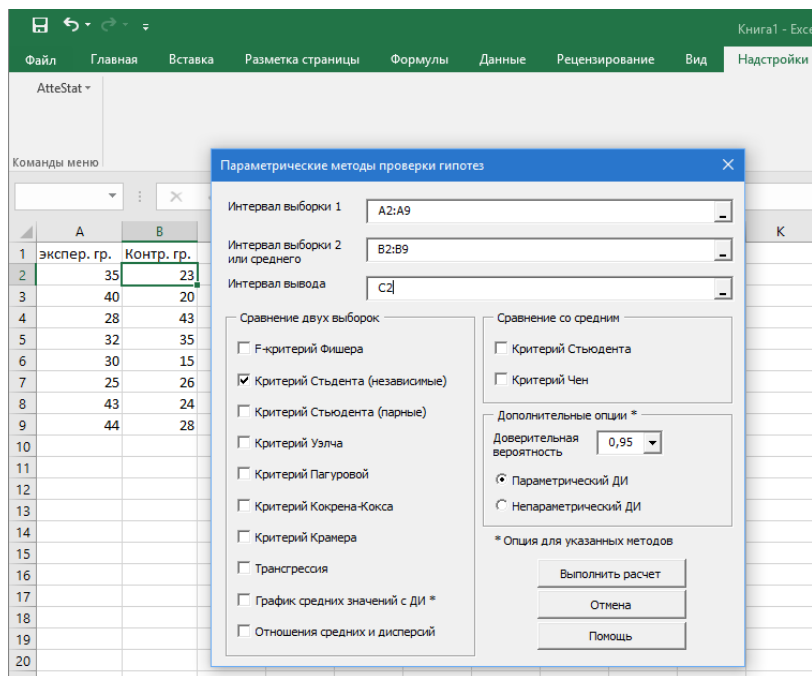 Книга1 - Exce
Файл Главная Вставка Разметка страницы Формулы Данные Рецензирование Вид Надстройки
AtteStat
Команды меню
Параметрические методы проверки гипотез
Интервал выборки 1 A2:A9
Интервал выборки 2
или среднего
B2:B9
Интервал вывода C2
Сравнение двух выборок
F-критерий Фишера
Критерий Стьдента (независимые)
Критерий Стьюдента (парные)
Критерий Уэлча
Критерий Пагуровой
Критерий Кокрена-Кокса
Критерий Крамера
Трансгрессия
График средних значений с ДИ *
Отношения средних и дисперсий
Сравнение со средним
Критерий Стьюдента
Критерий Чен
Дополнительные опции *
Доверительная
вероятность
0,95
Параметрический ДИ
Непараметрический ДИ
* Опция для указанных методов
Выполнить расчет
Отмена
Помощь
A B K
1 экспер. гр. Контр. гр.
2 35 23
3 40 20
4 28 43
5 32 35
6 30 15
7 25 26
8 43 24
9 44 28
10
11
12
13
14
15
16
17
18
19
20